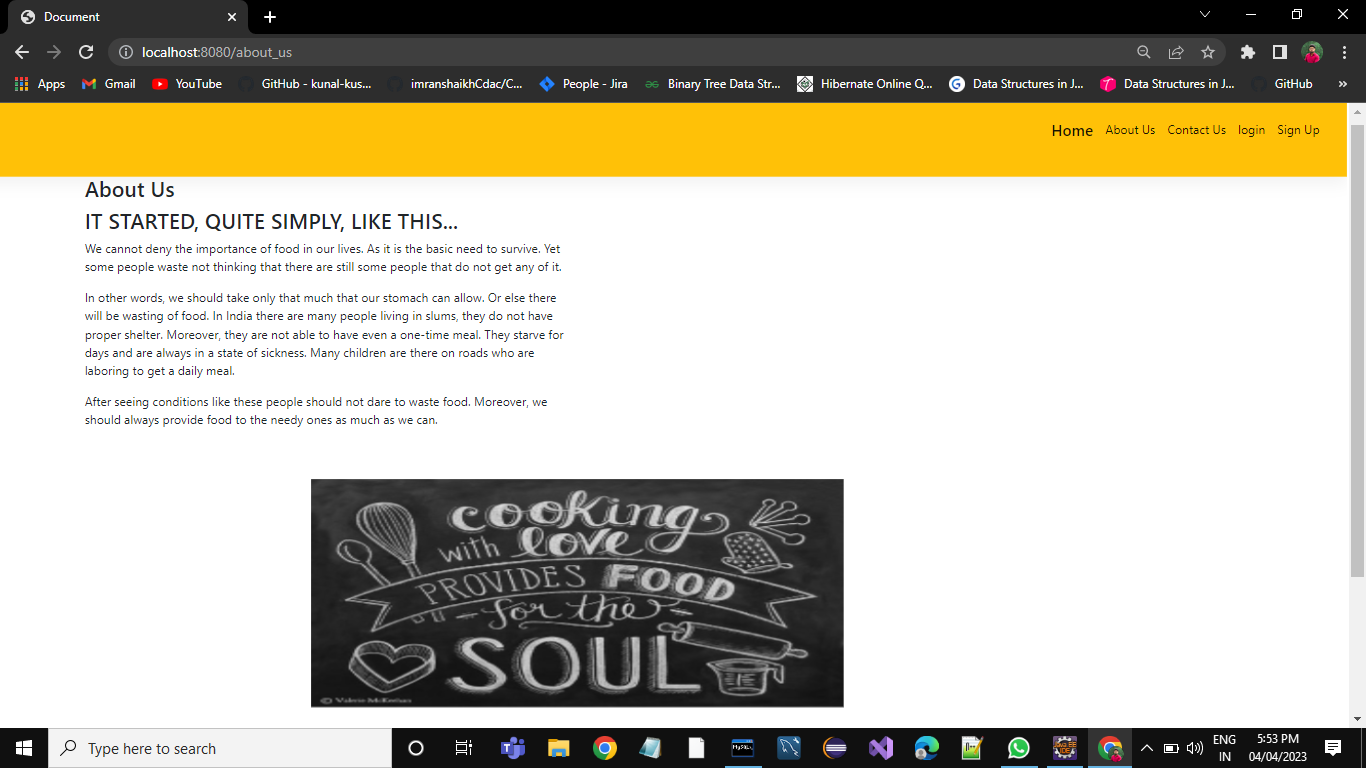 Document
localhost:8080/about_us
Apps
Gmail
YouTube
GitHub - kunal-kus...
imranshaikhCdac/C...
People - Jira
Binary Tree Data Str...
Hibernate Online Q...
Data Structures in J...
Data Structures in J...
GitHub
»
Home
About Us
Contact Us
login
Sign Up
About Us
IT STARTED, QUITE SIMPLY, LIKE THIS...
We cannot deny the importance of food in our lives. As it is the basic need to survive. Yet
some people waste not thinking that there are still some people that do not get any of it.
In other words, we should take only that much that our stomach can allow. Or else there
will be wasting of food. In India there are many people living in slums, they do not have
proper shelter. Moreover, they are not able to have even a one-time meal. They starve for
days and are always in a state of sickness. Many children are there on roads who are
laboring to get a daily meal.
After seeing conditions like these people should not dare to waste food. Moreover, we
should always provide food to the needy ones as much as we can.
cooking
with love
PROVIDES FOOD
for the
SOUL
© Valerie McKeehan
Type here to search
ENG
IN
5:53 PM
04/04/2023